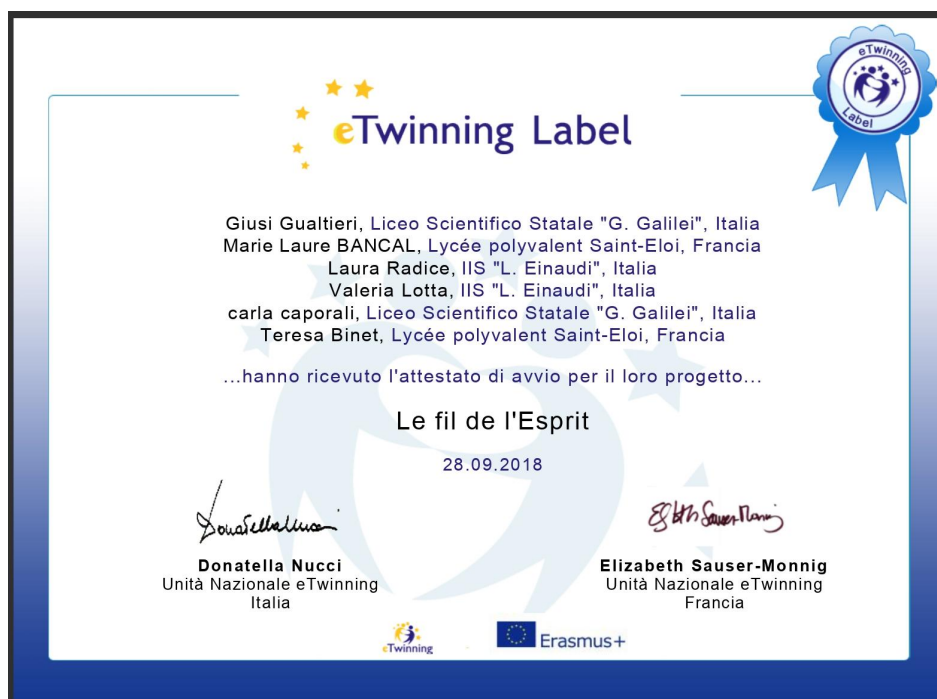 eTwinning
Label
eTwinning Label
Giusi Gualtieri, Liceo Scientifico Statale "G. Galilei", Italia
Marie Laure BANCAL, Lycée polyvalent Saint-Eloi, Francia
Laura Radice, IIS "L. Einaudi", Italia
Valeria Lotta, IIS "L. Einaudi", Italia
carla caporali, Liceo Scientifico Statale "G. Galilei", Italia
Teresa Binet, Lycée polyvalent Saint-Eloi, Francia
...hanno ricevuto l'attestato di avvio per il loro progetto...
Le fil de l'Esprit
28.09.2018
Donatella Nucci
Unità Nazionale eTwinning
Italia
Elizabeth Sauser-Monnig
Unità Nazionale eTwinning
Francia
eTwinning
Erasmus+